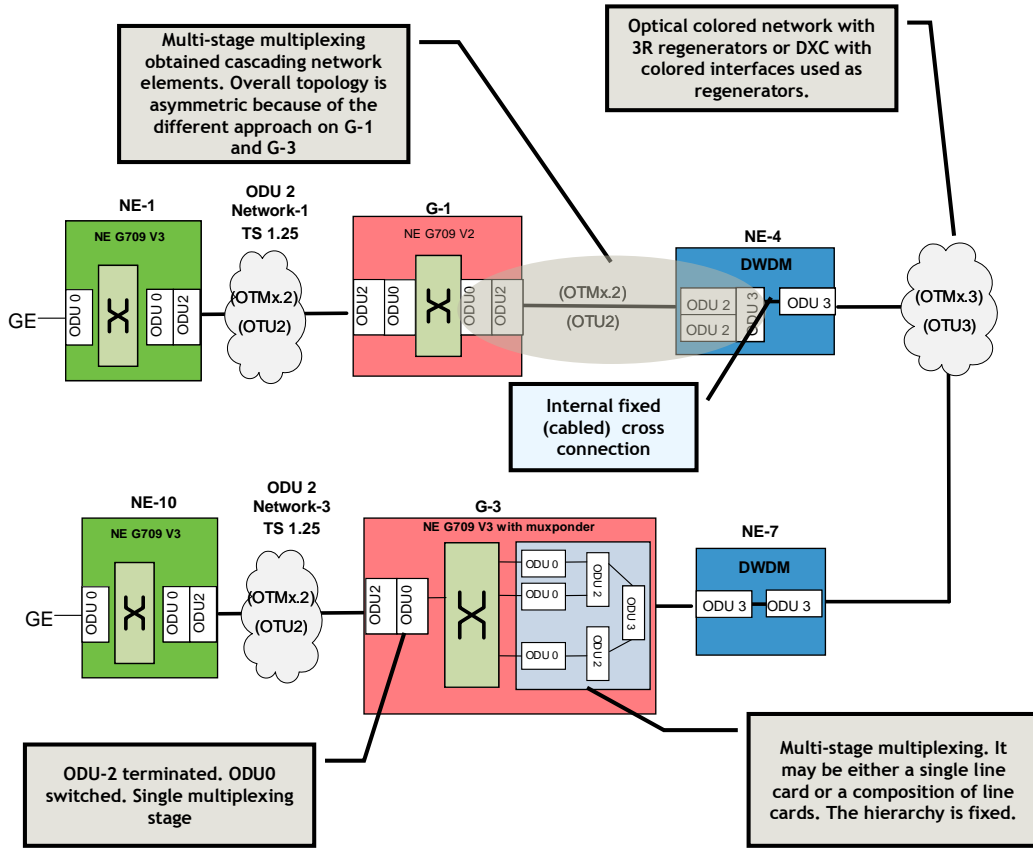 Multi-stage multiplexing
obtained cascading network
elements. Overall topology is
asymmetric because of the
different approach on G-1
and G-3
Optical colored network with
3R regenerators or DXC with
colored interfaces used as
regenerators.
NE-1
NE G709 V3
GE
ODU 0
ODU 0
ODU2
ODU 2
Network-1
TS 1.25
(OTMx.2)
(OTU2)
G-1
NE G709 V2
ODU2
ODU0
ODU0
ODU2
(OTMx.2)
(OTU2)
NE-4
DWDM
ODU 2
ODU 2
ODU 3
ODU 3
(OTMx.3)
(OTU3)
Internal fixed
(cabled) cross
connection
NE-10
NE G709 V3
GE
ODU 0
ODU 0
ODU2
ODU 2
Network-3
TS 1.25
(OTMx.2)
(OTU2)
G-3
NE G709 V3 with muxponder
ODU2
ODU0
ODU 0
ODU 0
ODU 0
ODU 2
ODU 2
ODU 3
NE-7
DWDM
ODU 3
ODU 3
ODU-2 terminated. ODU0
switched. Single multiplexing
stage
Multi-stage multiplexing. It
may be either a single line
card or a composition of line
cards. The hierarchy is fixed.